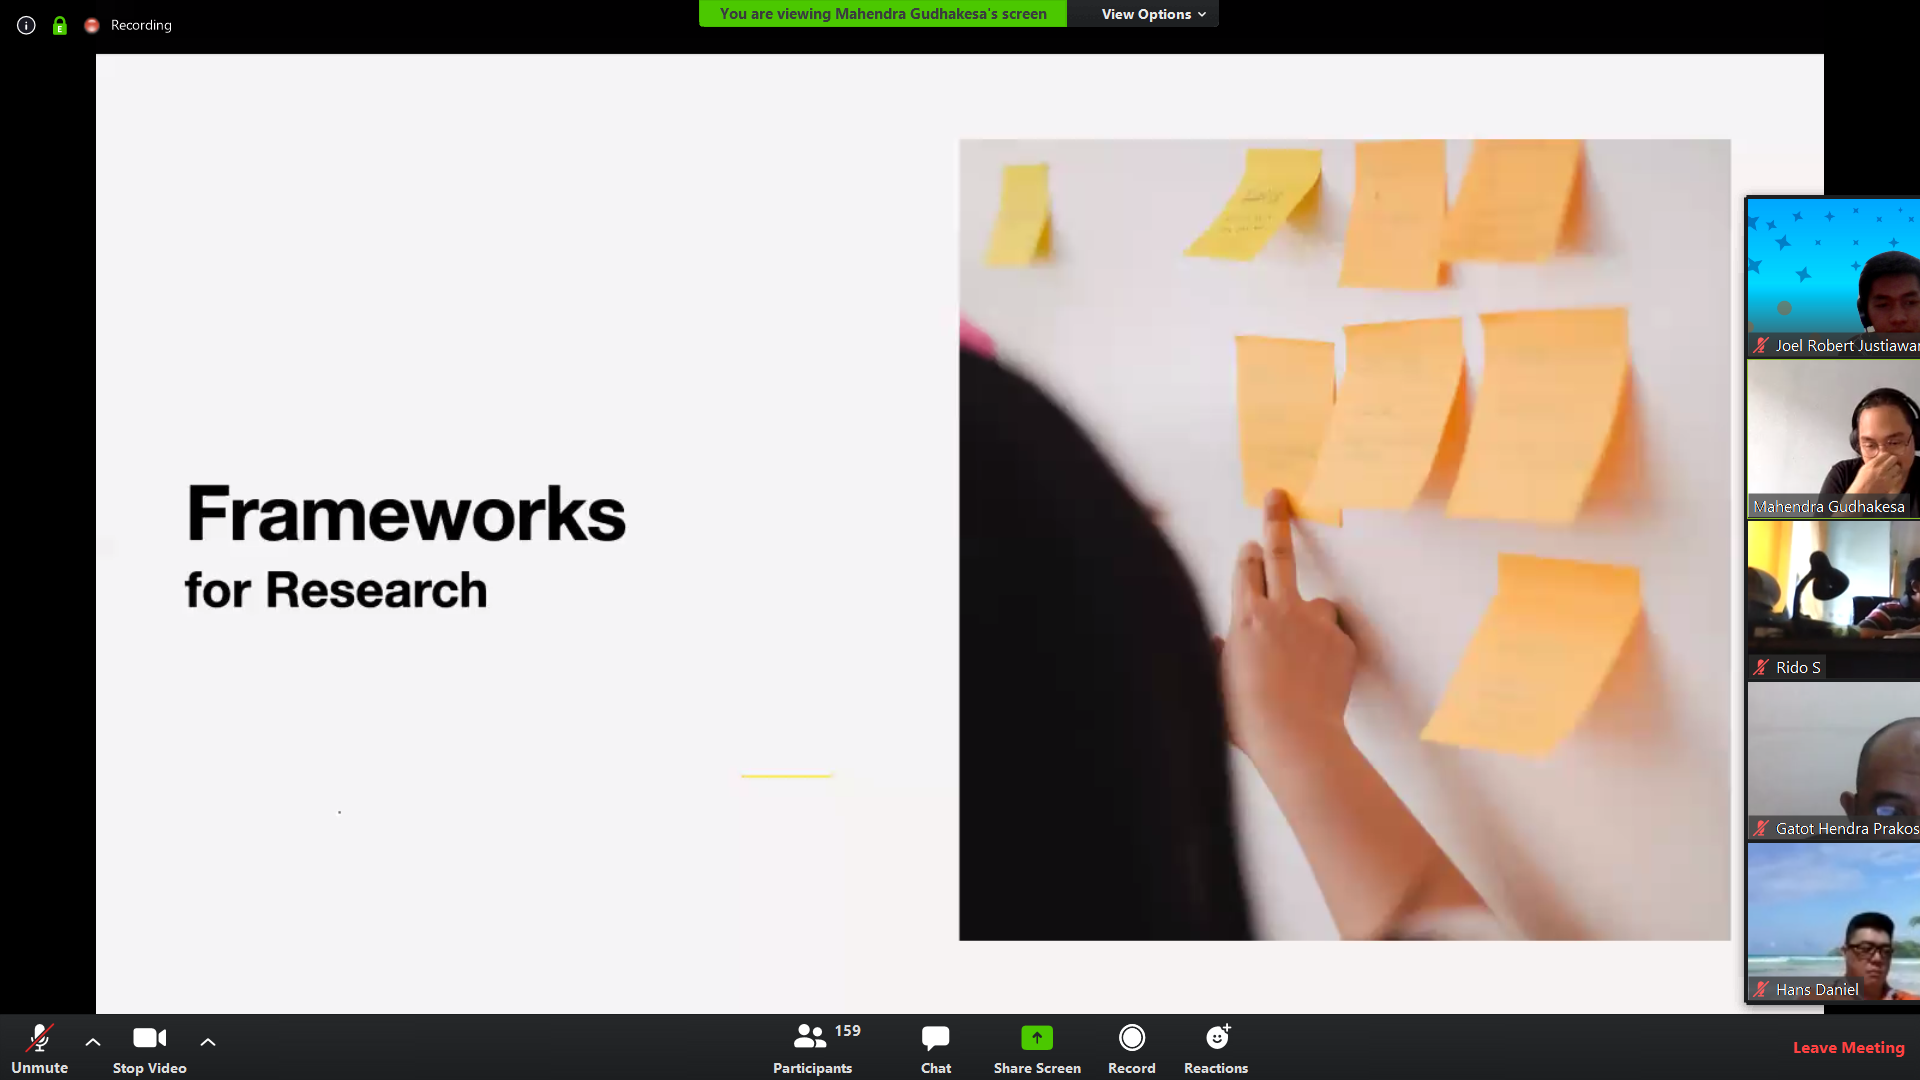 You are viewing Mahendra Gudhakesa's screen
View Options
Recording
Frameworks
for Research
Joel Robert Justiawan
Mahendra Gudhakesa
Rido S
Gatot Hendra Prakos
Hans Daniel
Unmute
Stop Video
159
Participants
Chat
Share Screen
Record
Reactions
Leave Meeting